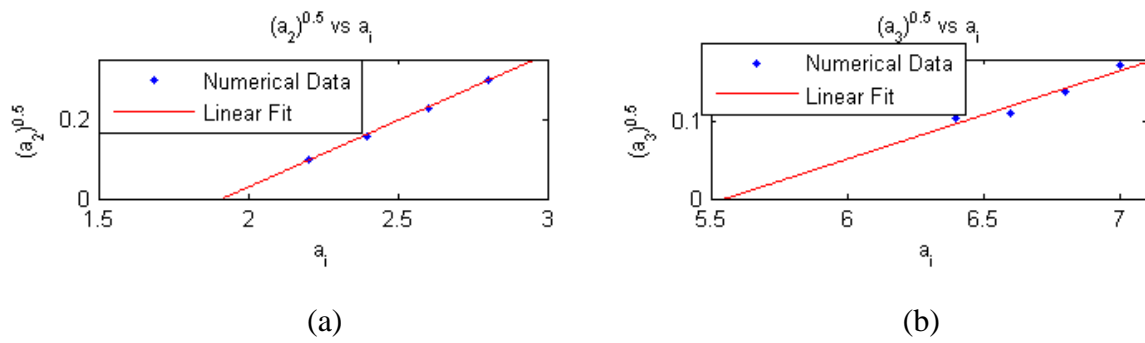 (a₂)⁰·⁵ vs aᵢ
Numerical Data
Linear Fit
(a₂)⁰·⁵
0.2
0
1.5 2 2.5 3
aᵢ
(a)
(a₃)⁰·⁵ vs aᵢ
Numerical Data
Linear Fit
(a₃)⁰·⁵
0.1
0
5.5 6 6.5 7
aᵢ
(b)